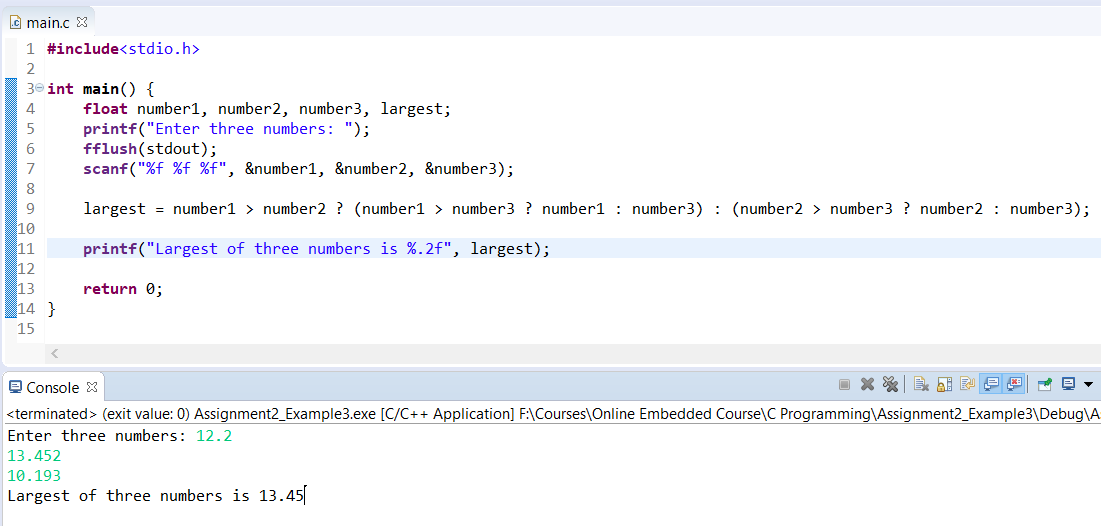 main.c
1 #include<stdio.h>
2
3 int main() {
4 float number1, number2, number3, largest;
5 printf("Enter three numbers: ");
6 fflush(stdout);
7 scanf("%f %f %f", &number1, &number2, &number3);
8
9 largest = number1 > number2 ? (number1 > number3 ? number1 : number3) : (number2 > number3 ? number2 : number3);
10
11 printf("Largest of three numbers is %.2f", largest);
12
13 return 0;
14 }
15
Console
<terminated> (exit value: 0) Assignment2_Example3.exe [C/C++ Application] F:\Courses\Online Embedded Course\C Programming\Assignment2_Example3\Debug\A
Enter three numbers: 12.2
13.452
10.193
Largest of three numbers is 13.45